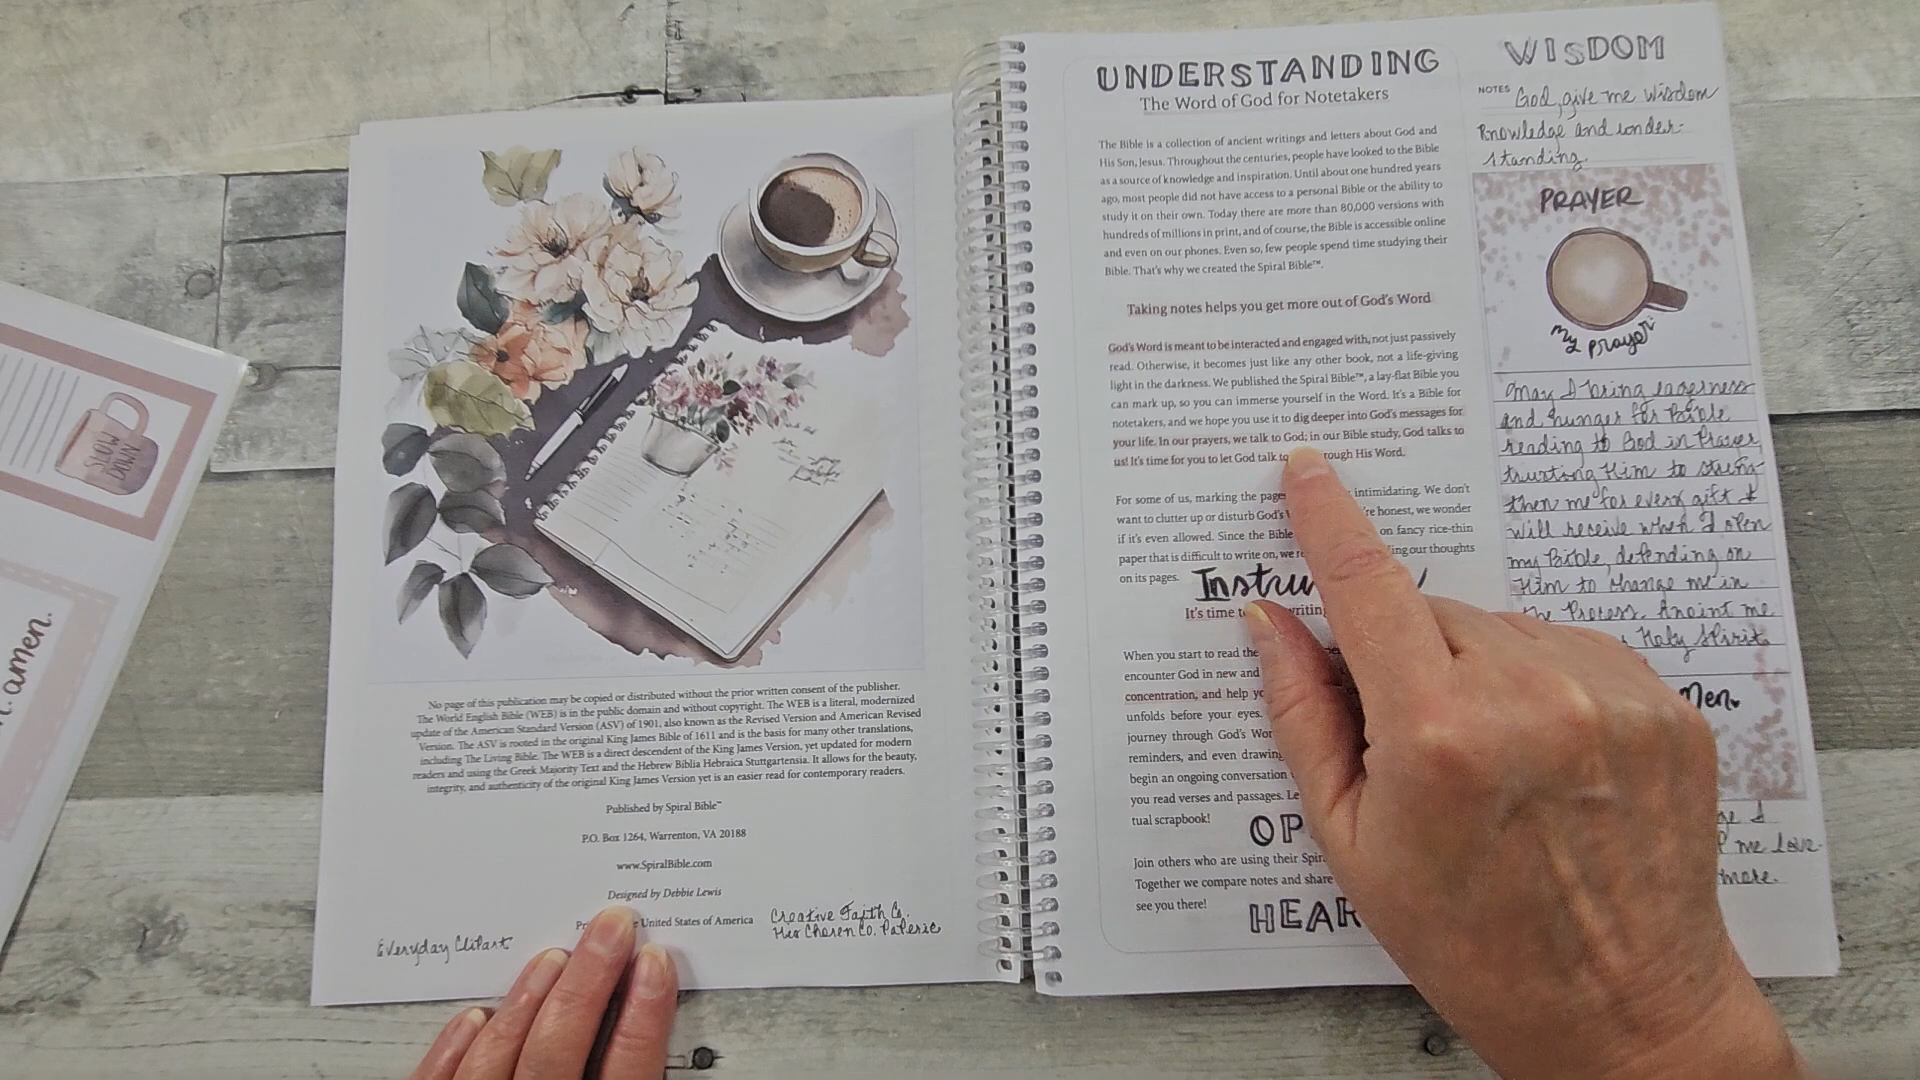 SLOW
DOWN
amen.
No page of this publication may be copied or distributed without the prior written consent of the publisher.
The World English Bible (WEB) is in the public domain and without copyright. The WEB is a literal, modernized
update of the American Standard Version (ASV) of 1901, also known as the Revised Version and American Revised
Version. The ASV is rooted in the original King James Bible of 1611 and is the basis for many other translations,
including The Living Bible. The WEB is a direct descendent of the King James Version, yet updated for modern
readers and using the Greek Majority Text and the Hebrew Biblia Hebraica Stuttgartensia. It allows for the beauty,
integrity, and authenticity of the original King James Version yet is an easier read for contemporary readers.
Published by Spiral Bible™
P.O. Box 1264, Warrenton, VA 20188
www.SpiralBible.com
Designed by Debbie Lewis
United States of America
Creative Faith Co.
His Chosen Co. Paperie
Everyday Clipart
UNDERSTANDING
The Word of God for Notetakers
The Bible is a collection of ancient writings and letters about God and
His Son, Jesus. Throughout the centuries, people have looked to the Bible
as a source of knowledge and inspiration. Until about one hundred years
ago, most people did not have access to a personal Bible or the ability to
study it on their own. Today there are more than 80,000 versions with
hundreds of millions in print, and of course, the Bible is accessible online
and even on our phones. Even so, few people spend time studying their
Bible. That's why we created the Spiral Bible™.
Taking notes helps you get more out of God's Word
God's Word is meant to be interacted and engaged with, not just passively
read. Otherwise, it becomes just like any other book, not a life-giving
light in the darkness. We published the Spiral Bible™, a lay-flat Bible you
can mark up, so you can immerse yourself in the Word. It's a Bible for
notetakers, and we hope you use it to dig deeper into God's messages for
your life. In our prayers, we talk to God; in our Bible study, God talks to
us! It's time for you to let God talk to rough His Word.
For some of us, marking the page intimidating. We don't
want to clutter up or disturb God's 're honest, we wonder
if it's even allowed. Since the Bible on fancy rice-thin
paper that is difficult to write on, we ling our thoughts
on its pages.
Instru
It's time t writing
When you start to read the
encounter God in new and
concentration, and help yo
unfolds before your eyes.
journey through God's Wor
reminders, and even drawing
begin an ongoing conversation
you read verses and passages. Le
tual scrapbook!
OP
Join others who are using their Spir
Together we compare notes and share
see you there!
HEAR
WISDOM
NOTES God, give me wisdom
knowledge and under-
standing.
PRAYER
My Prayer:
May I bring eagerness
and hunger for Bible
reading to God in Prayer,
trusting Him to streng-
then me for every gift I
will receive when I open
my Bible, depending on
Him to change me in
the Process. Anoint me
Holy Spirit
Men
ge I
P me love
more.